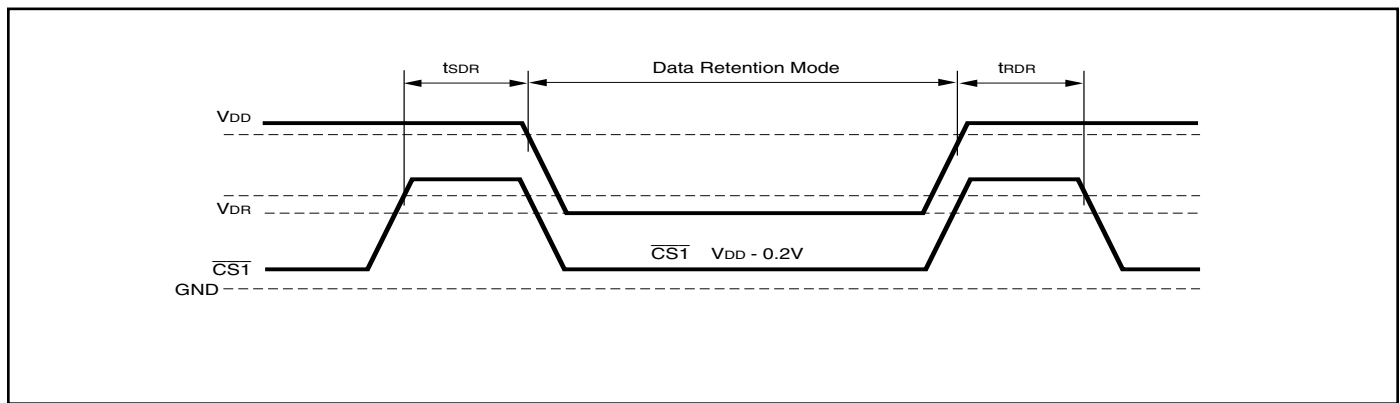 tSDR Data Retention Mode tRDR
VDD
VDR
CS1 VDD - 0.2V
CS1
GND